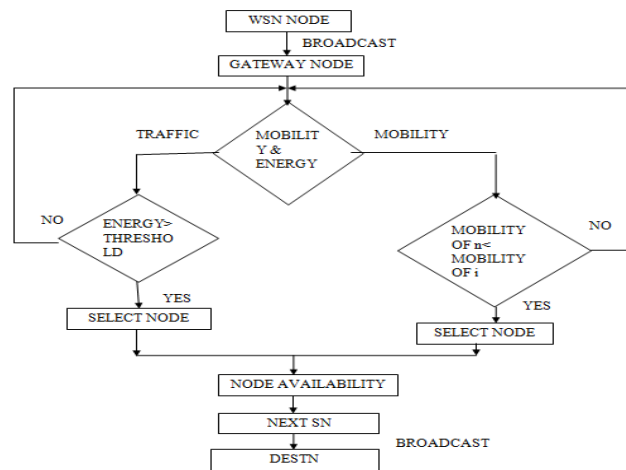 WSN NODE
BROADCAST
GATEWAY NODE
TRAFFIC
MOBILIT
Y &
ENERGY
MOBILITY
NO
ENERGY>
THRESHO
LD
MOBILITY
OF n<
MOBILITY
OF i
NO
YES
SELECT NODE
YES
SELECT NODE
NODE AVAILABILITY
NEXT SN
BROADCAST
DESTN